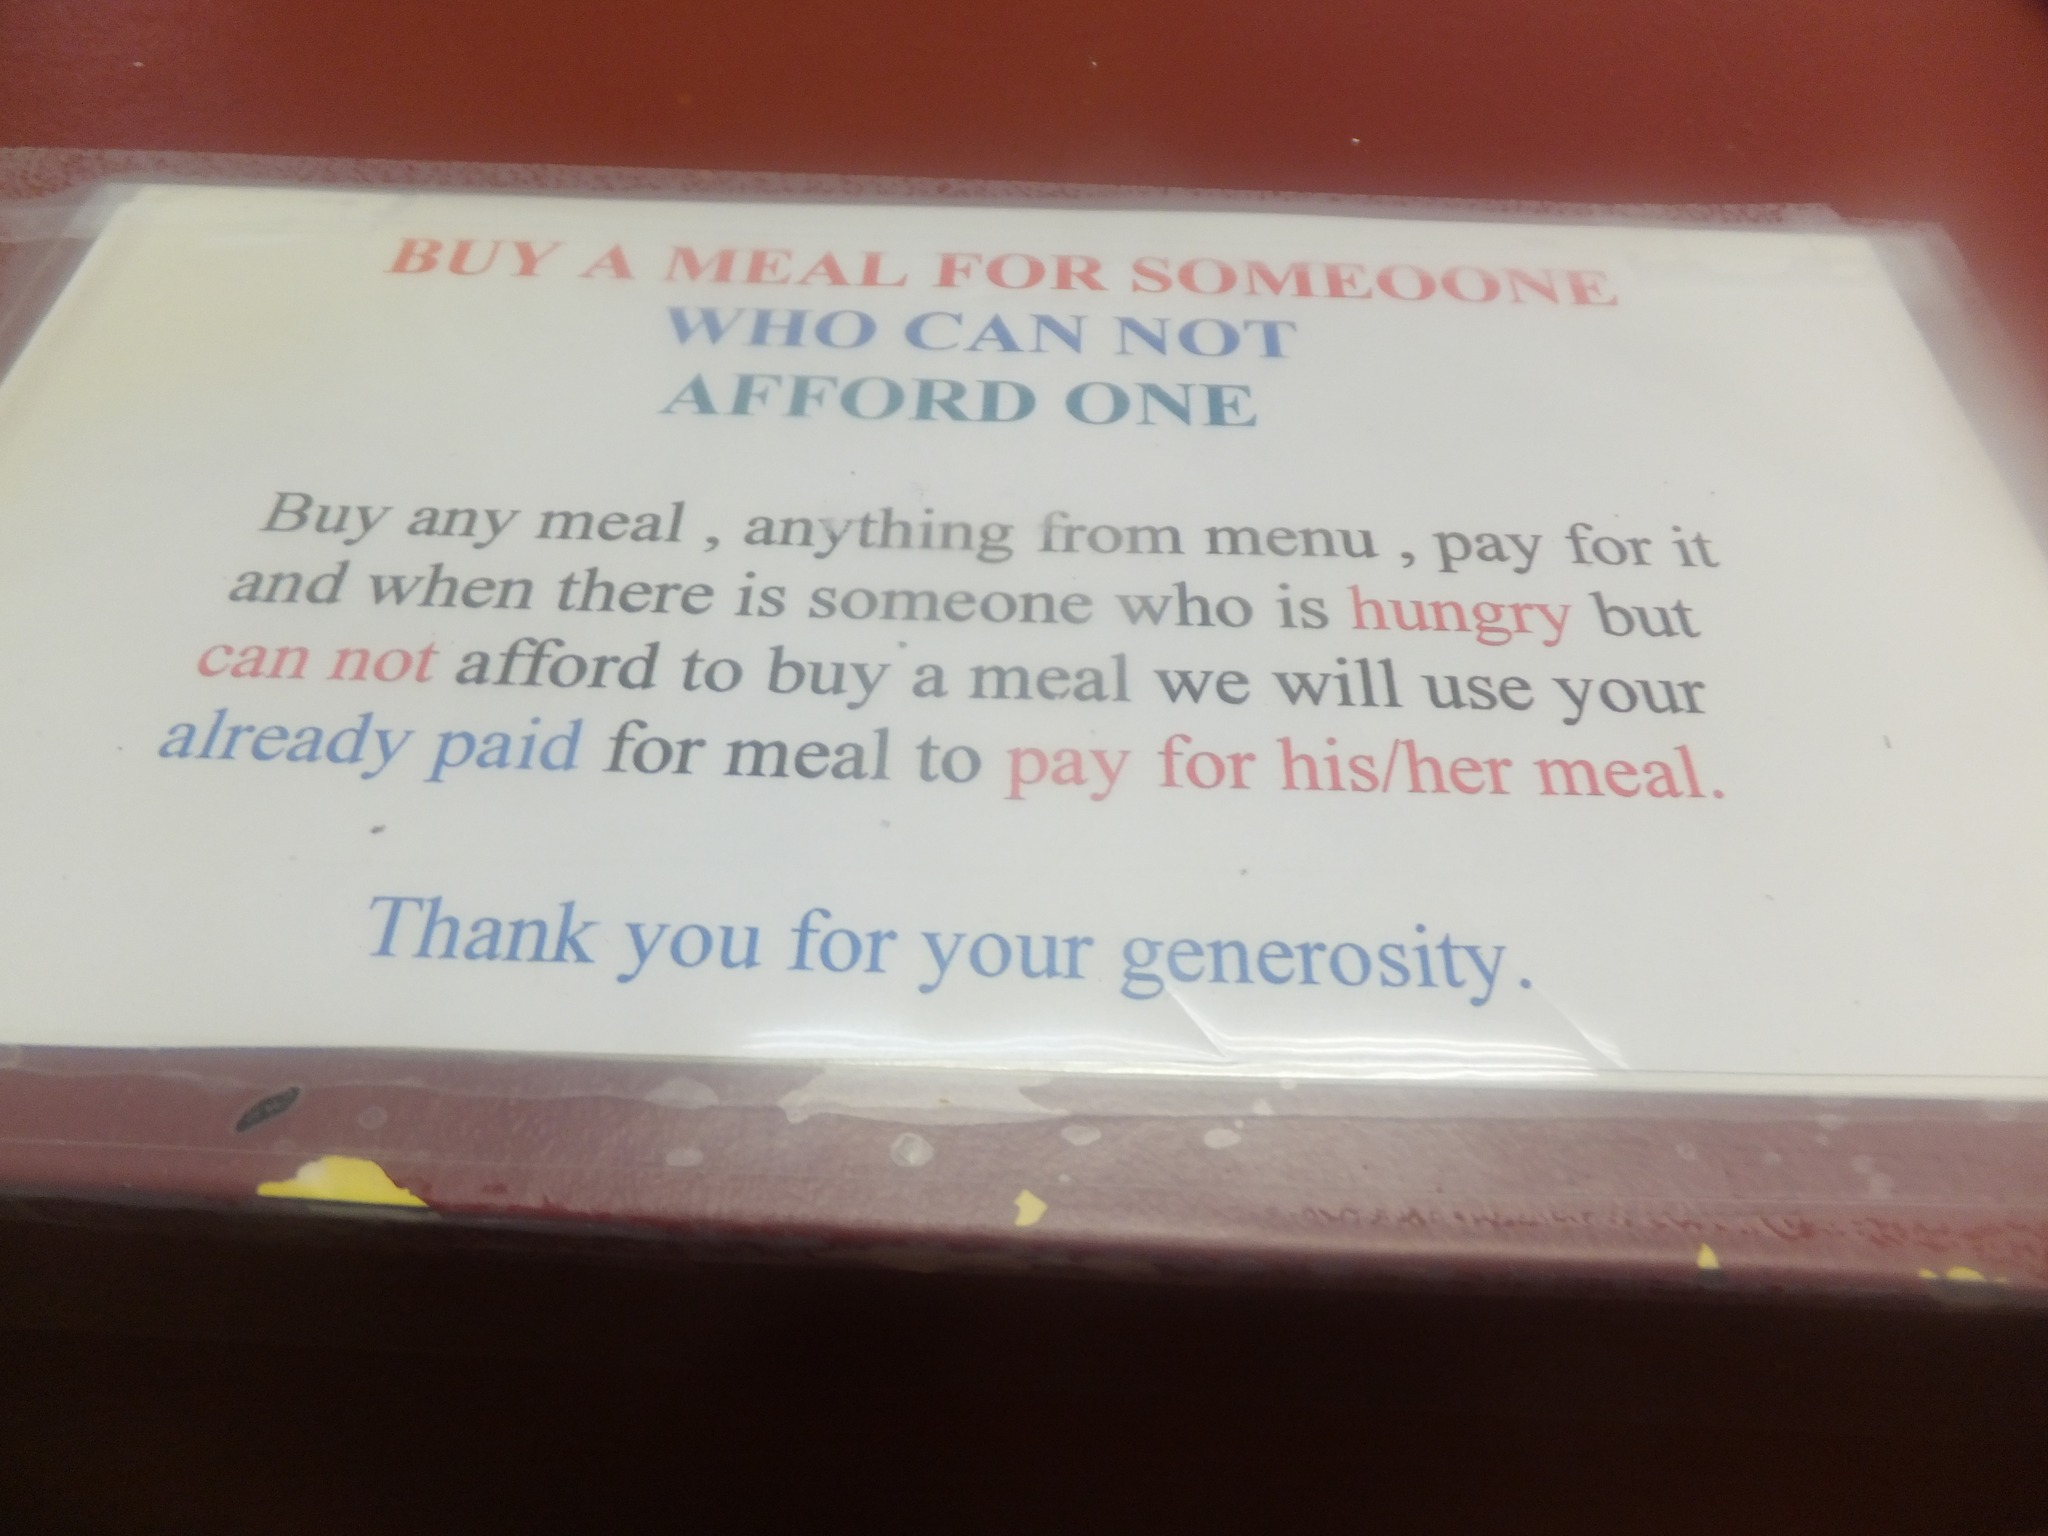 BUY A MEAL FOR SOMEOONE
WHO CAN NOT
AFFORD ONE
Buy any meal , anything from menu , pay for it
and when there is someone who is hungry but
can not afford to buy a meal we will use your
already paid for meal to pay for his/her meal.
Thank you for your generosity.